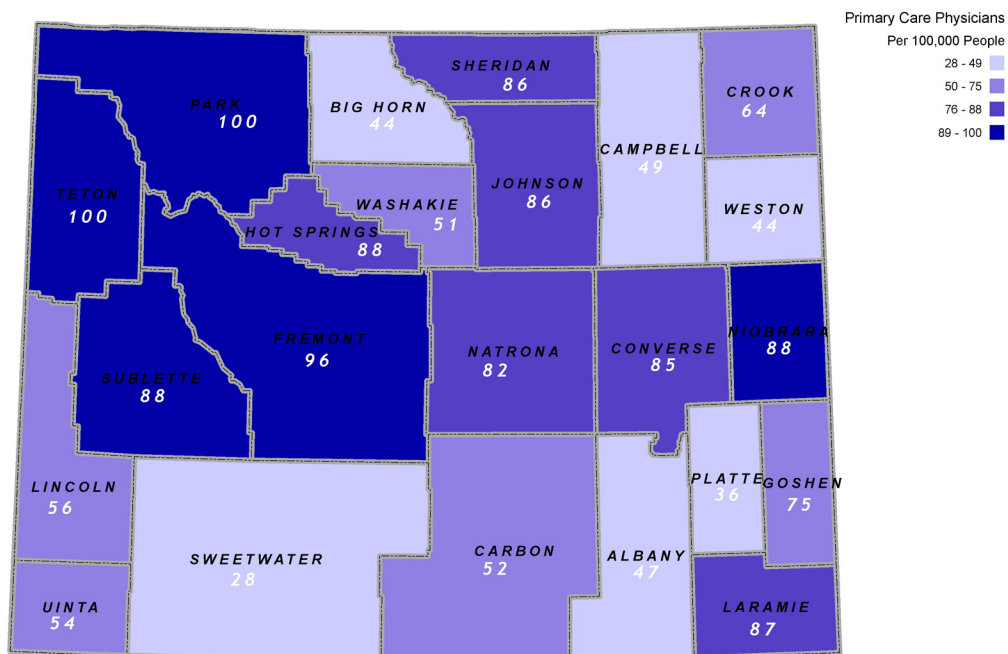 Primary Care Physicians
Per 100,000 People
28 - 49
50 - 75
76 - 88
89 - 100
SHERIDAN
86
CROOK
64
PARK
100
BIG HORN
44
CAMPBELL
49
JOHNSON
86
TETON
100
WASHAKIE
51
WESTON
44
HOT SPRINGS
88
FREMONT
96
NATRONA
82
CONVERSE
85
NIOBRARA
88
SUBLETTE
88
LINCOLN
56
PLATTE
36
GOSHEN
75
SWEETWATER
28
CARBON
52
ALBANY
47
UINTA
54
LARAMIE
87